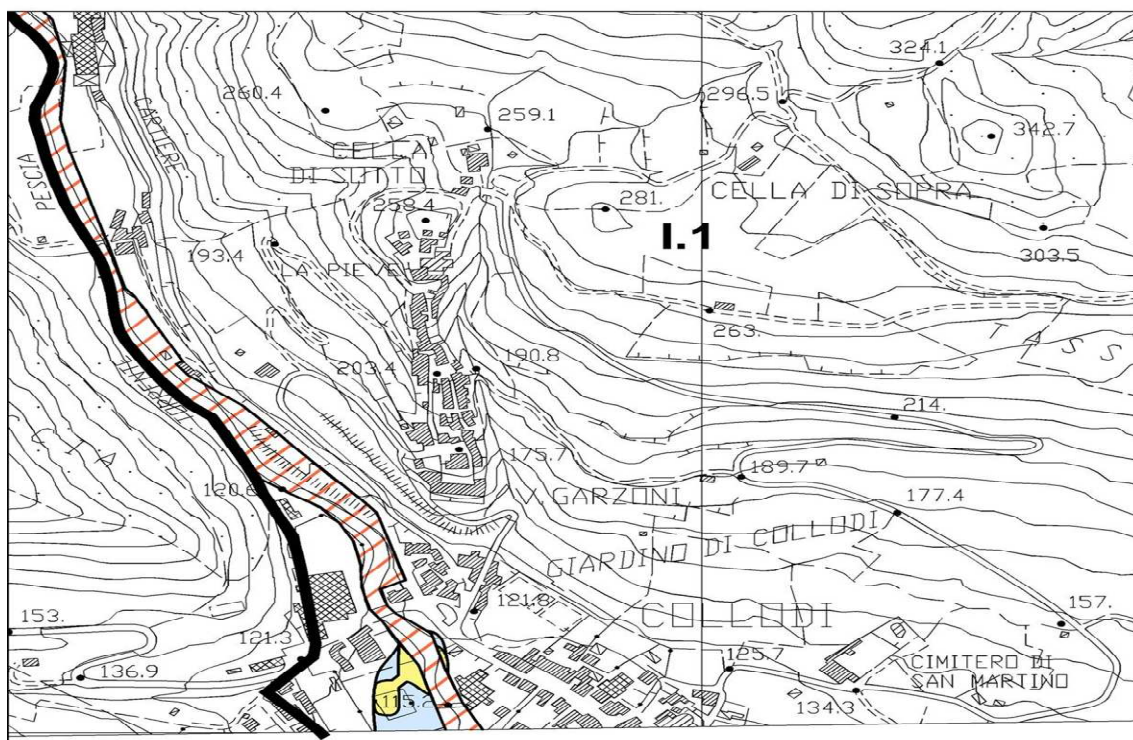 324.1
260.4
296.5
259.1
342.7
CARTIERE
CELLA
DI SOTTO
PESCIA
CELLA DI SOPRA
281.
258.4
I.1
193.4
303.5
LA PIEVE
263.
203.4
190.8
214.
175.7
189.7
120.6
V. GARZONI
177.4
GIARDINO DI COLLODI
121.8
COLLODI
153.
157.
121.3
136.9
125.7
CIMITERO DI
SAN MARTINO
115.2
134.3